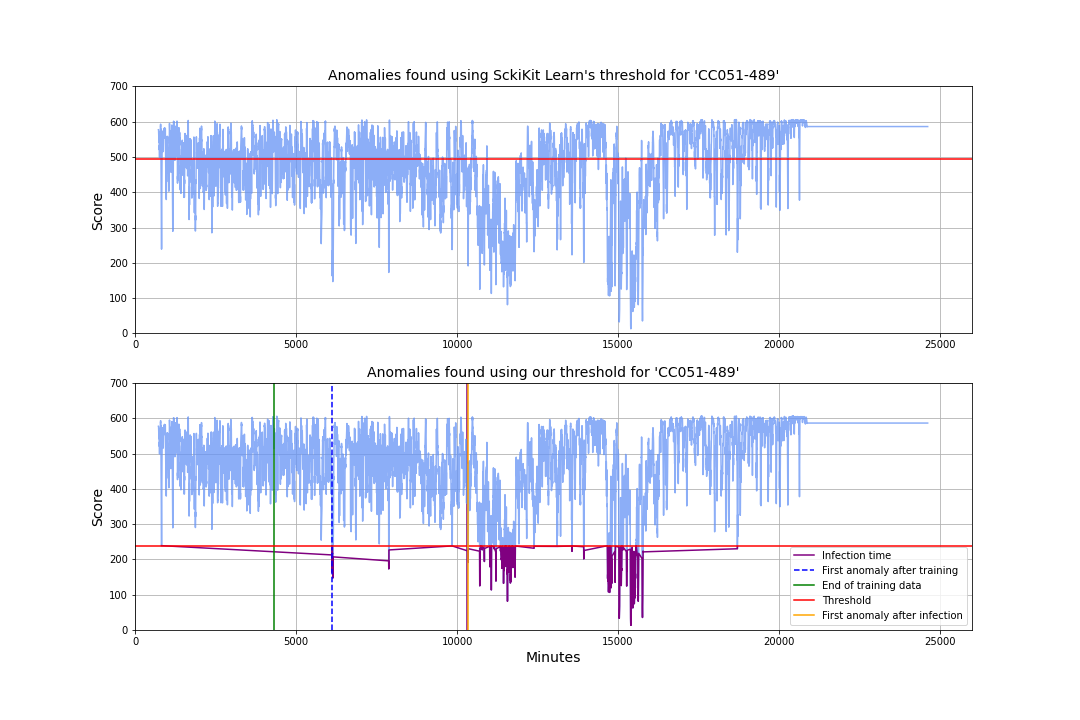 Anomalies found using SckiKit Learn's threshold for 'CC051-489'
700
600
500
400
300
200
100
0
Score
0 5000 10000 15000 20000 25000
Anomalies found using our threshold for 'CC051-489'
700
600
500
400
300
200
100
0
Score
Infection time
First anomaly after training
End of training data
Threshold
First anomaly after infection
0 5000 10000 15000 20000 25000
Minutes